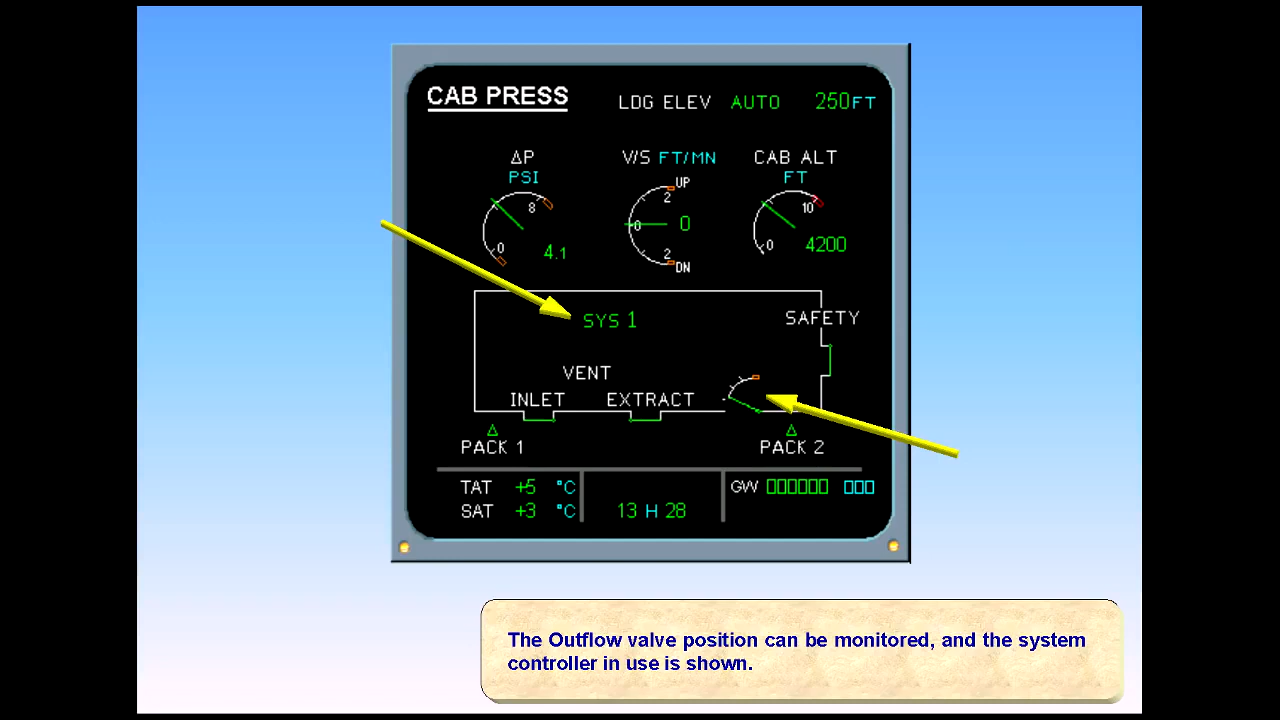 CAB PRESS LDG ELEV AUTO 250FT
ΔP V/S FT/MN CAB ALT
PSI FT
UP
8 2 10
0 0
0 4.1 2 0 4200
DN
SYS 1 SAFETY
VENT
INLET EXTRACT
PACK 1 PACK 2
TAT +5 °C GW
SAT +3 °C 13 H 28
The Outflow valve position can be monitored, and the system
controller in use is shown.